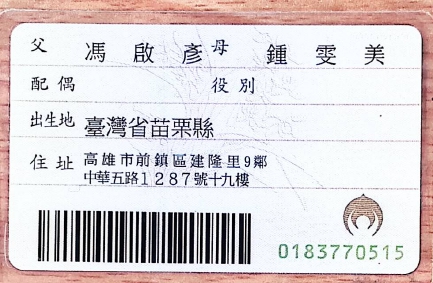 父 馮啟彥 母 鍾雯美
配偶 役別
出生地 臺灣省苗栗縣
住址 高雄市前鎮區建隆里9鄰
中華五路1287號十九樓
0183770515